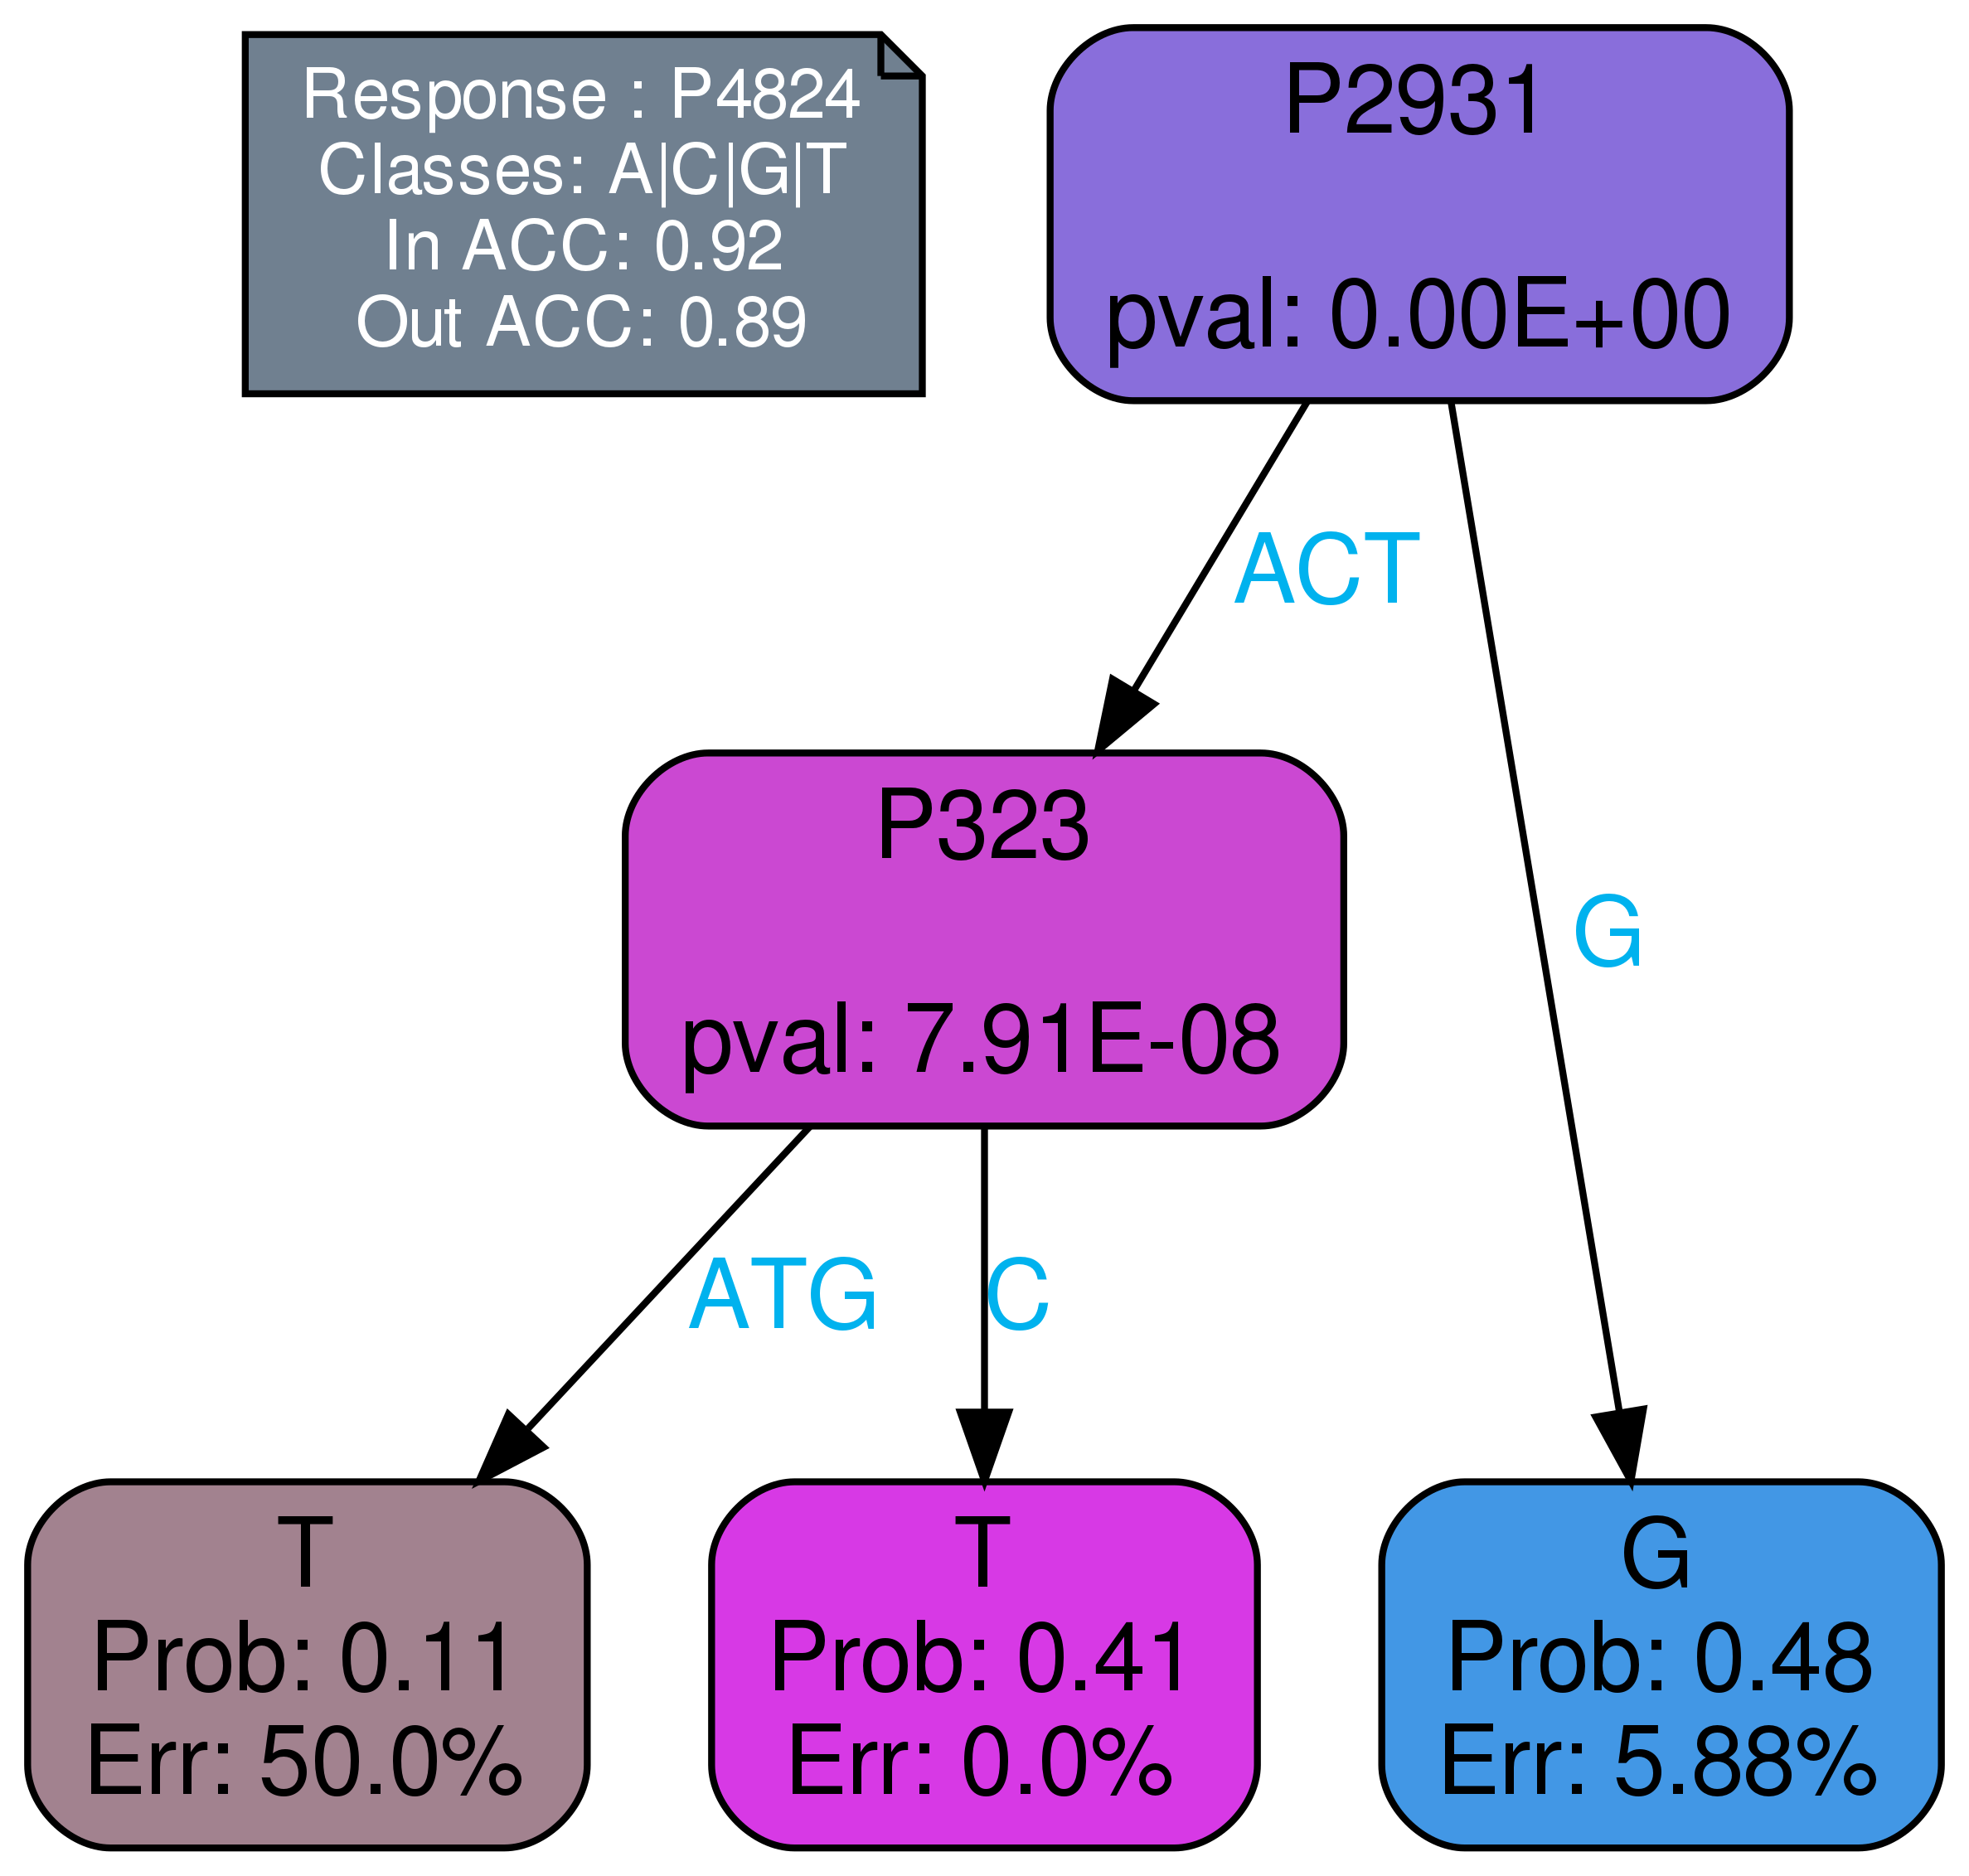 Response : P4824
Classes: A|C|G|T
In ACC: 0.92
Out ACC: 0.89
P2931
pval: 0.00E+00
ACT
P323
pval: 7.91E-08
G
ATG
C
T
Prob: 0.11
Err: 50.0%
T
Prob: 0.41
Err: 0.0%
G
Prob: 0.48
Err: 5.88%